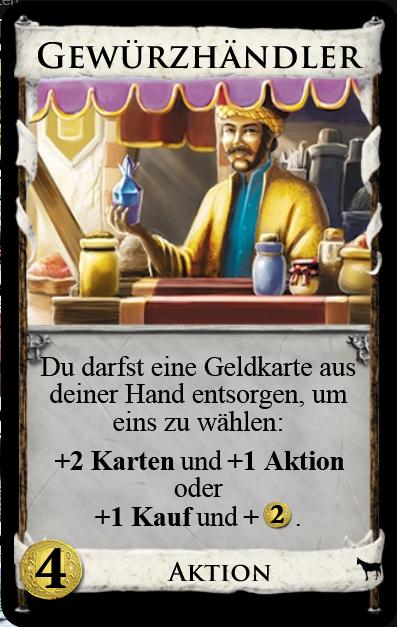 GEWÜRZHÄNDLER
Du darfst eine Geldkarte aus
deiner Hand entsorgen, um
eins zu wählen:
+2 Karten und +1 Aktion
oder
+1 Kauf und + 2 .
4 AKTION